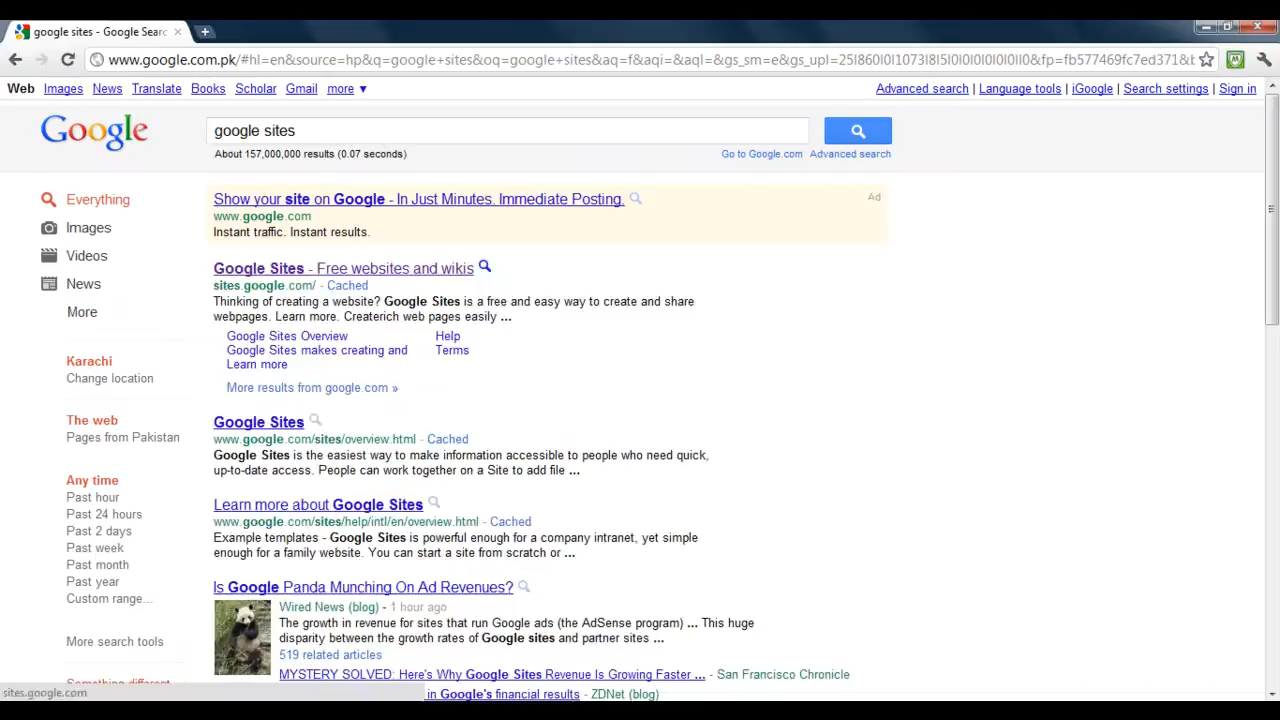 google sites - Google Searc
www.google.com.pk/#hl=en&source=hp&q=google+sites&oq=google+sites&aq=f&aqi=&aql=&gs_sm=e&gs_upl=25l860l0l1073l8l5l0l0l0l0l0l0ll0&fp=fb577469fc7ed371&t
Web Images News Translate Books Scholar Gmail more ▼ Advanced search | Language tools | iGoogle | Search settings | Sign in
Google
google sites
About 157,000,000 results (0.07 seconds) Go to Google.com Advanced search
Everything
Images
Videos
News
More
Karachi
Change location
The web
Pages from Pakistan
Any time
Past hour
Past 24 hours
Past 2 days
Past week
Past month
Past year
Custom range...
More search tools
Something different
Show your site on Google - In Just Minutes. Immediate Posting. Ad
www.google.com
Instant traffic. Instant results.
Google Sites - Free websites and wikis
sites.google.com/ - Cached
Thinking of creating a website? Google Sites is a free and easy way to create and share
webpages. Learn more. Createrich web pages easily ...
Google Sites Overview Help
Google Sites makes creating and Terms
Learn more
More results from google.com »
Google Sites
www.google.com/sites/overview.html - Cached
Google Sites is the easiest way to make information accessible to people who need quick,
up-to-date access. People can work together on a Site to add file ...
Learn more about Google Sites
www.google.com/sites/help/intl/en/overview.html - Cached
Example templates - Google Sites is powerful enough for a company intranet, yet simple
enough for a family website. You can start a site from scratch or ...
Is Google Panda Munching On Ad Revenues?
Wired News (blog) - 1 hour ago
The growth in revenue for sites that run Google ads (the AdSense program) ... This huge
disparity between the growth rates of Google sites and partner sites ...
519 related articles
MYSTERY SOLVED: Here's Why Google Sites Revenue Is Growing Faster ... - San Francisco Chronicle
in Google's financial results - ZDNet (blog)
sites.google.com